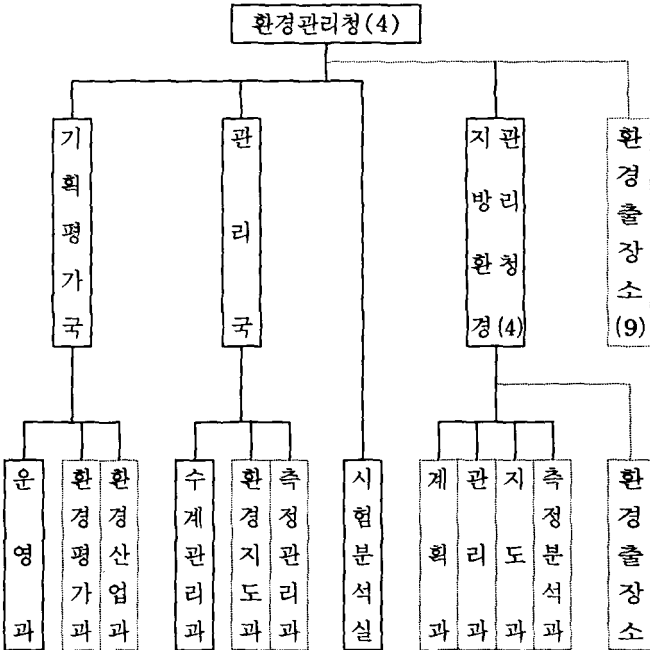 환경관리청(4)
기획평가국
관리국
지방환경
관리청(4)
환경출장소(9)
운영과
환경평가과
환경산업과
수계관리과
환경지도과
측정관리과
시험분석실
계획과
관리과
지도과
측정분석과
환경출장소